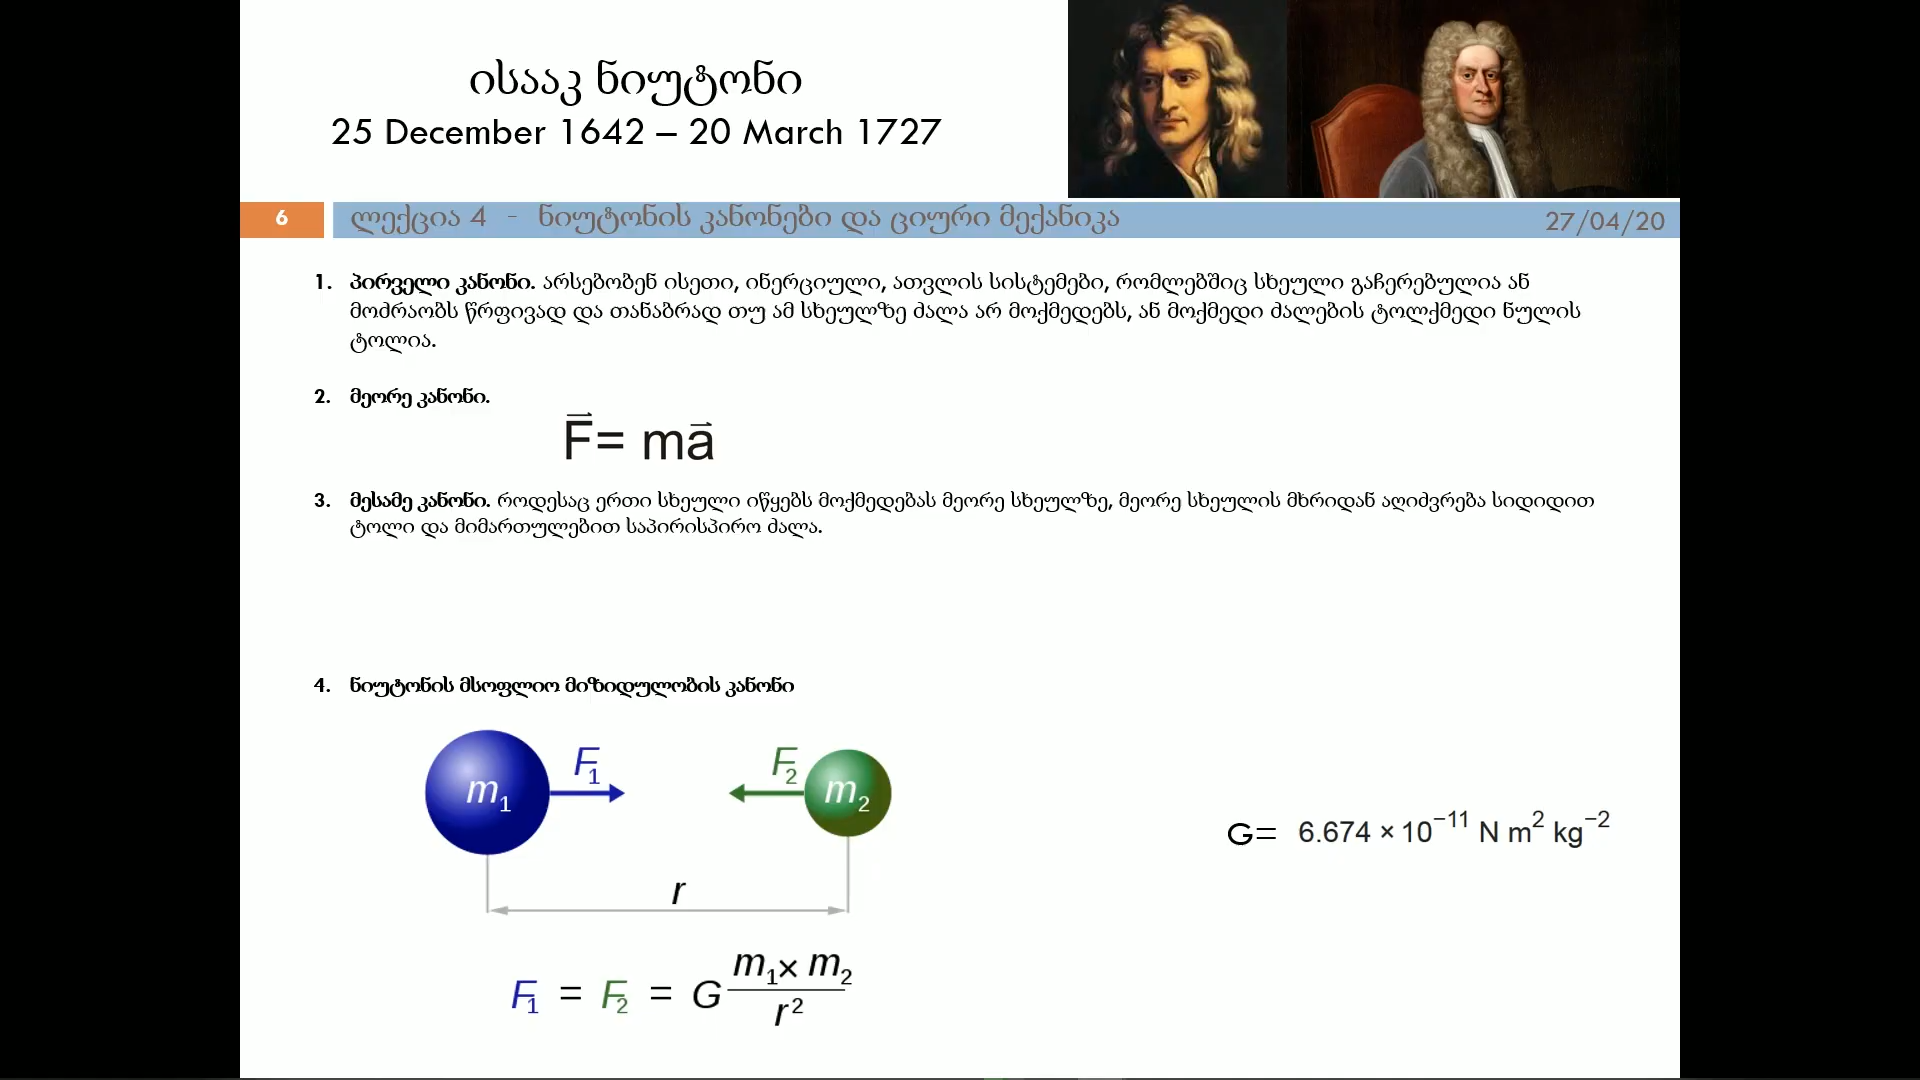 ისააკ ნიუტონი
25 December 1642 – 20 March 1727
6
ლექცია 4 - ნიუტონის კანონები და ციური მექანიკა
27/04/20
1. პირველი კანონი. არსებობენ ისეთი, ინერციული, ათვლის სისტემები, რომლებშიც სხეული გაჩერებულია ან
მოძრაობს წრფივად და თანაბრად თუ ამ სხეულზე ძალა არ მოქმედებს, ან მოქმედი ძალების ტოლქმედი ნულის
ტოლია.
2. მეორე კანონი.
F⃗= ma⃗
3. მესამე კანონი. როდესაც ერთი სხეული იწყებს მოქმედებას მეორე სხეულზე, მეორე სხეულის მხრიდან აღიძვრება სიდიდით
ტოლი და მიმართულებით საპირისპირო ძალა.
4. ნიუტონის მსოფლიო მიზიდულობის კანონი
m₁ F₁ F₂ m₂
G= 6.674 × 10⁻¹¹ N m² kg⁻²
r
F₁ = F₂ = G m₁× m₂ / r²